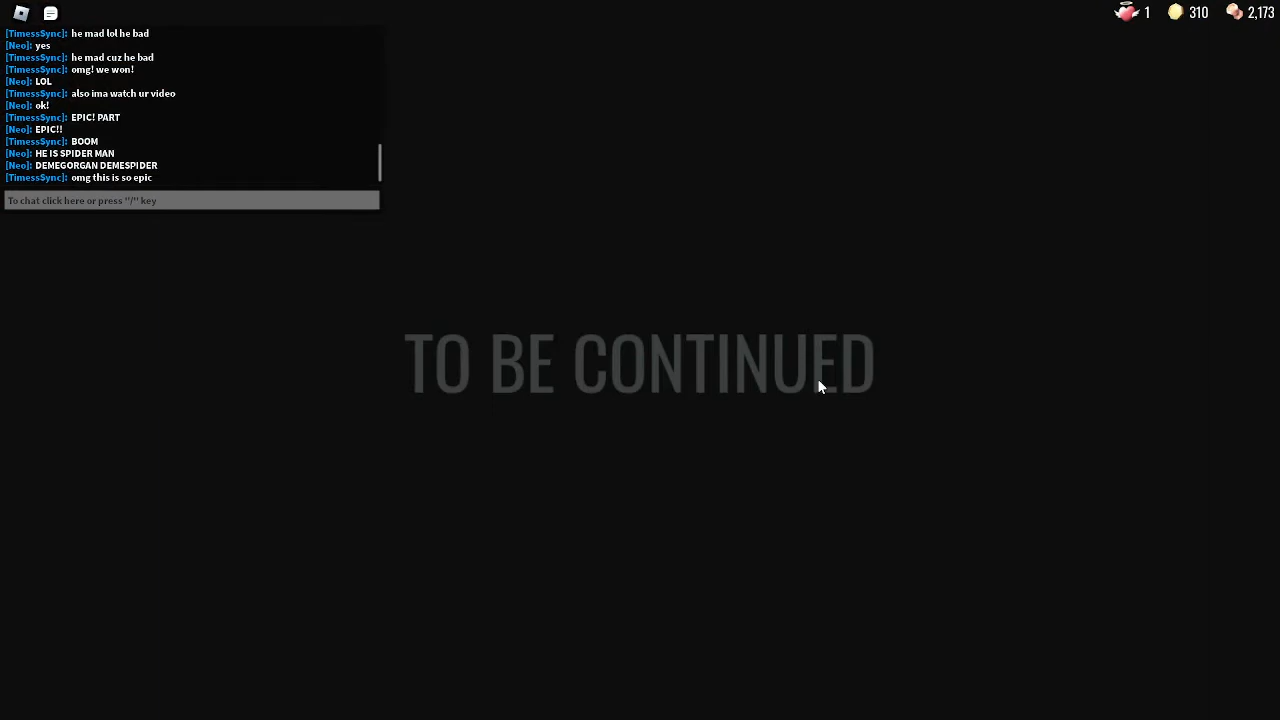 1 310 2,173
[TimessSync]: he mad lol he bad
[Neo]: yes
[TimessSync]: he mad cuz he bad
[TimessSync]: omg! we won!
[Neo]: LOL
[TimessSync]: also ima watch ur video
[Neo]: ok!
[TimessSync]: EPIC! PART
[Neo]: EPIC!!
[TimessSync]: BOOM
[Neo]: HE IS SPIDER MAN
[Neo]: DEMEGORGAN DEMESPIDER
[TimessSync]: omg this is so epic
To chat click here or press "/" key
TO BE CONTINUED